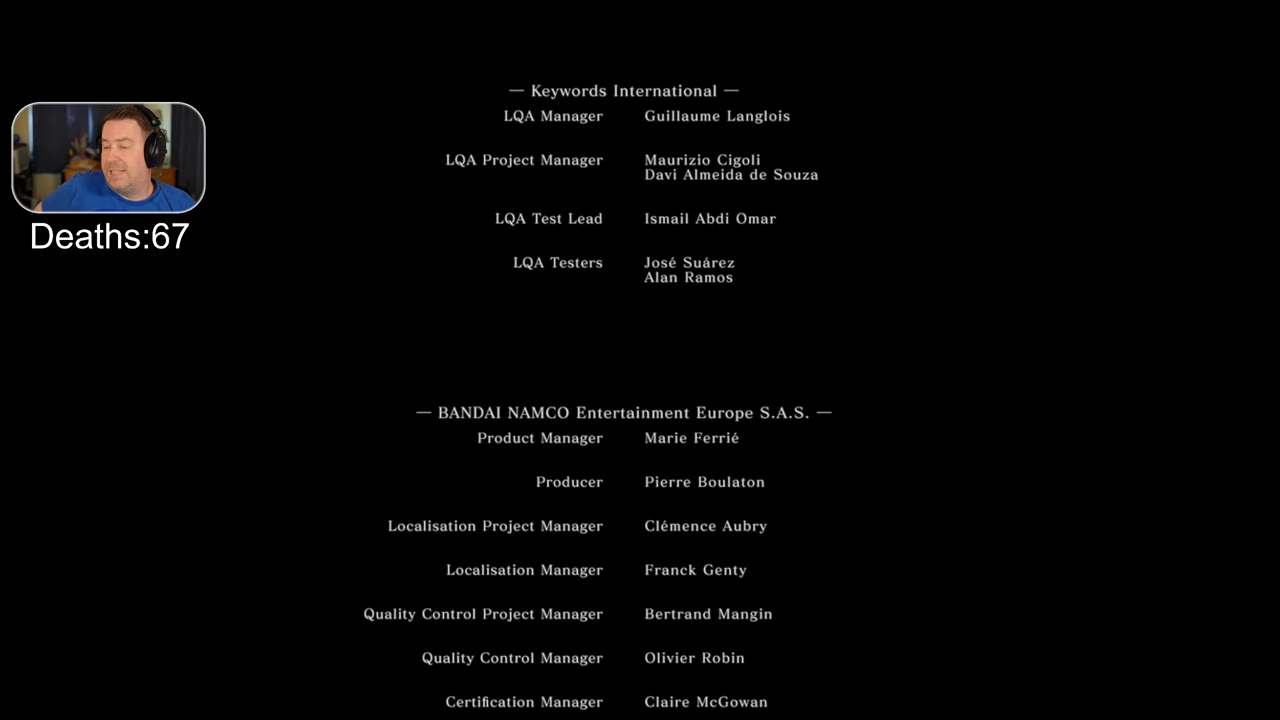 — Keywords International —
LQA Manager Guillaume Langlois
LQA Project Manager Maurizio Cigoli
Davi Almeida de Souza
LQA Test Lead Ismail Abdi Omar
LQA Testers José Suárez
Alan Ramos
Deaths:67
— BANDAI NAMCO Entertainment Europe S.A.S. —
Product Manager Marie Ferrié
Producer Pierre Boulaton
Localisation Project Manager Clémence Aubry
Localisation Manager Franck Genty
Quality Control Project Manager Bertrand Mangin
Quality Control Manager Olivier Robin
Certification Manager Claire McGowan